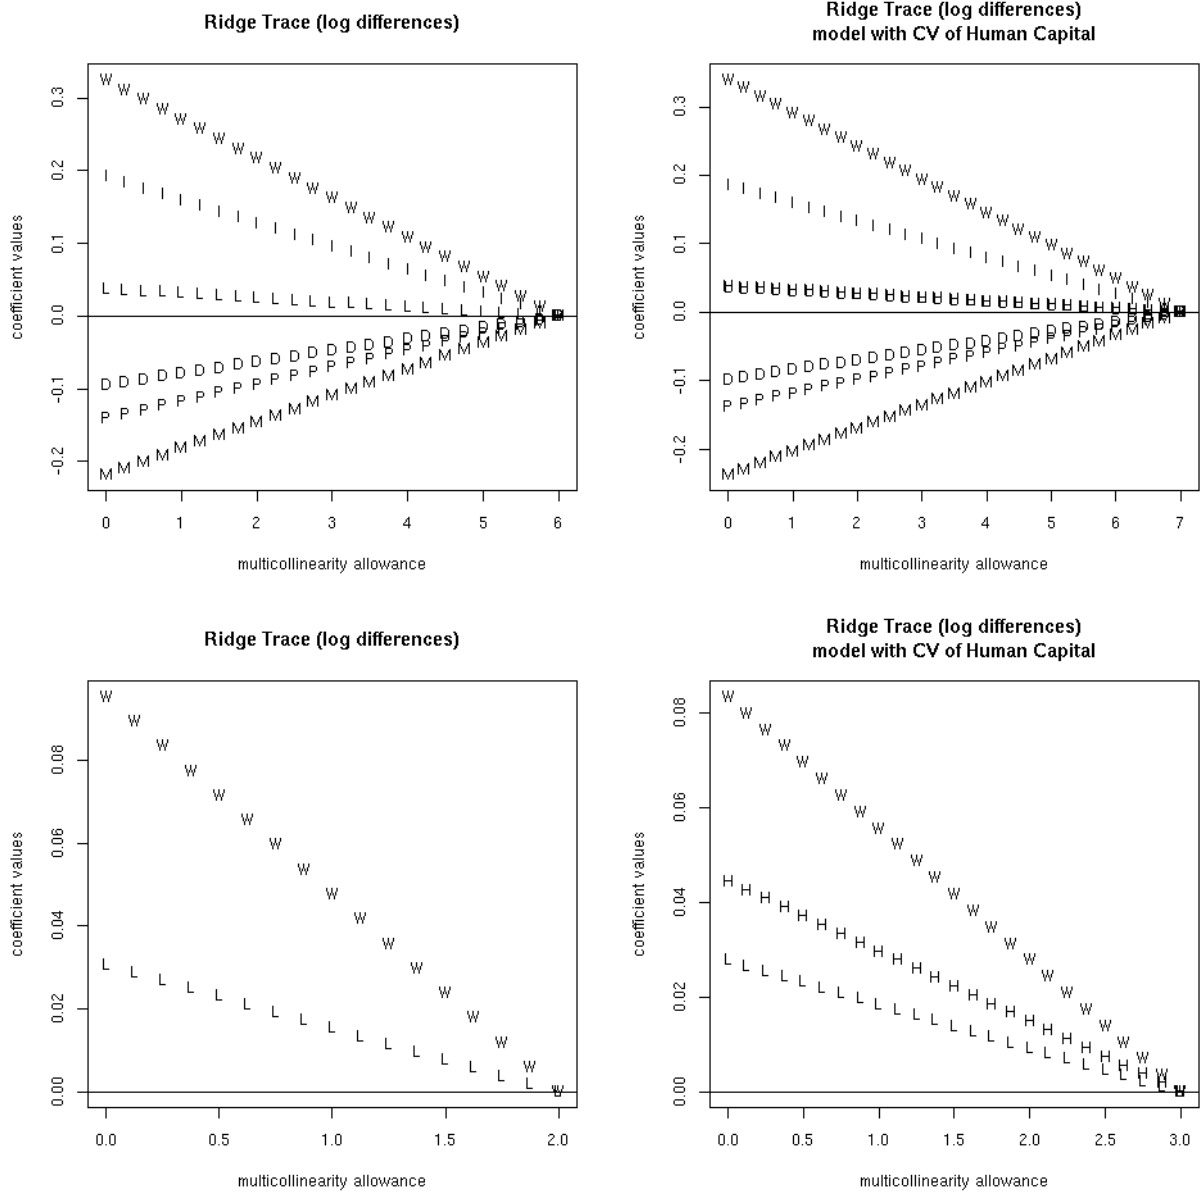 Ridge Trace (log differences)
coefficient values
0.3
0.2
0.1
0.0
-0.1
-0.2
W W W W W W W W W W W W W W W W W W W W W W W W W
I I I I I I I I I I I I I I I I I I I I I I I I I
L L L L L L L L L L L L L L L L L L L L L L L L L
D D D D D D D D D D D D D D D D D D D D D D D D D
P P P P P P P P P P P P P P P P P P P P P P P P P
M M M M M M M M M M M M M M M M M M M M M M M M M
0 1 2 3 4 5 6
multicollinearity allowance
Ridge Trace (log differences)
model with CV of Human Capital
coefficient values
0.3
0.2
0.1
0.0
-0.1
-0.2
0 1 2 3 4 5 6 7
multicollinearity allowance
Ridge Trace (log differences)
coefficient values
0.08
0.06
0.04
0.02
0.00
W W W W W W W W W W W W W W W W W
L L L L L L L L L L L L L L L L L
0.0 0.5 1.0 1.5 2.0
multicollinearity allowance
Ridge Trace (log differences)
model with CV of Human Capital
coefficient values
0.08
0.06
0.04
0.02
0.00
W W W W W W W W W W W W W W W W W W W W W W W W W
H H H H H H H H H H H H H H H H H H H H H H H H H
L L L L L L L L L L L L L L L L L L L L L L L L L
0.0 0.5 1.0 1.5 2.0 2.5 3.0
multicollinearity allowance